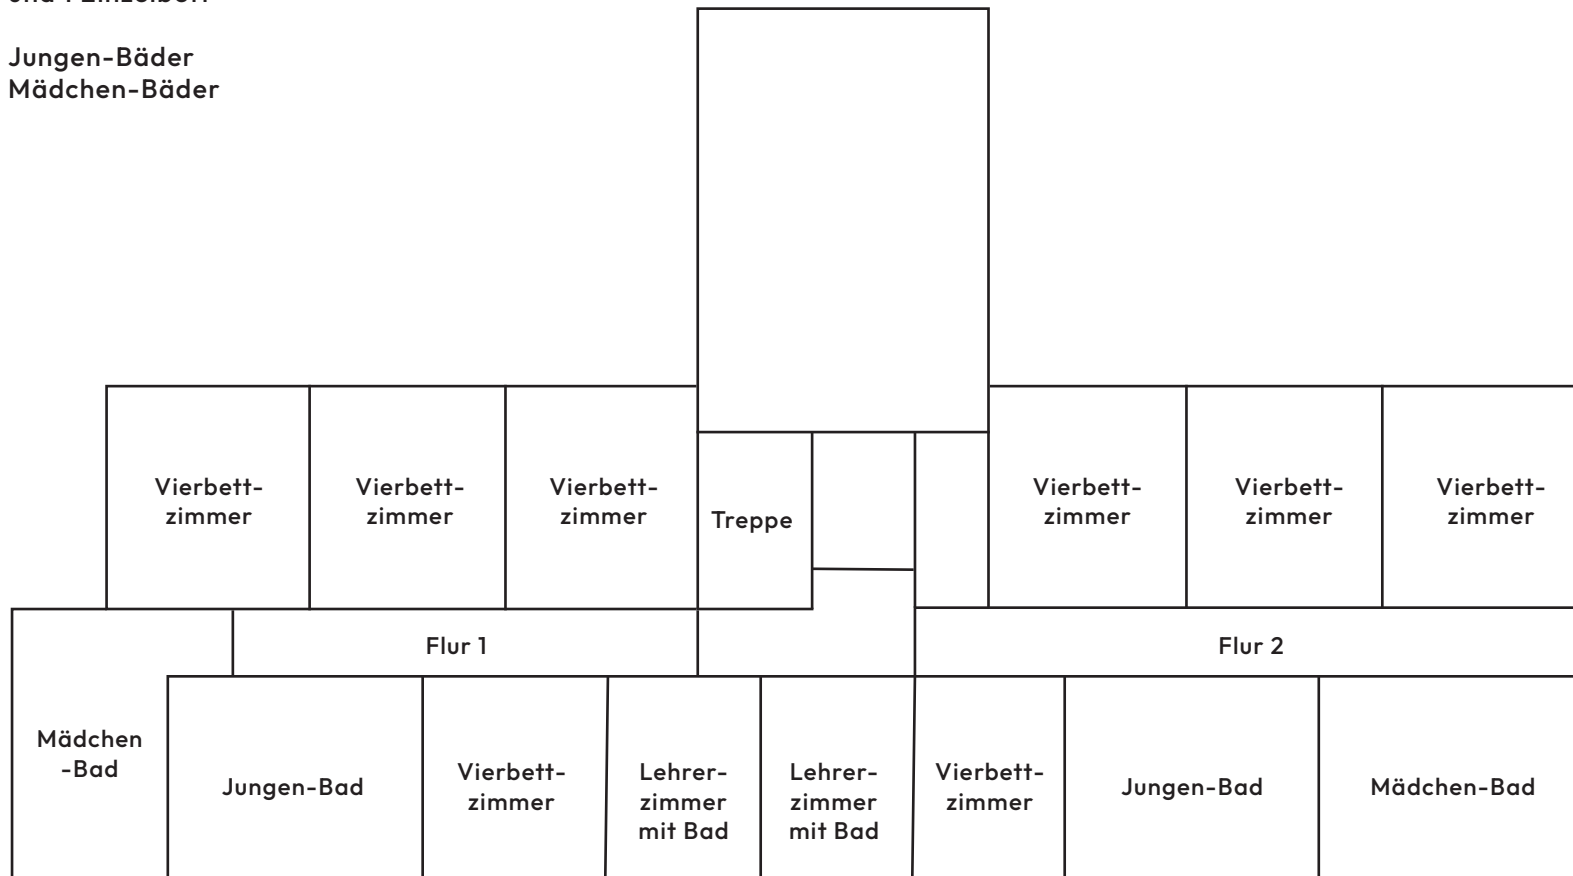 Jungen-Bäder
Mädchen-Bäder
Vierbett-
zimmer
Vierbett-
zimmer
Vierbett-
zimmer
Treppe
Vierbett-
zimmer
Vierbett-
zimmer
Vierbett-
zimmer
Flur 1
Flur 2
Mädchen
-Bad
Jungen-Bad
Vierbett-
zimmer
Lehrer-
zimmer
mit Bad
Lehrer-
zimmer
mit Bad
Vierbett-
zimmer
Jungen-Bad
Mädchen-Bad